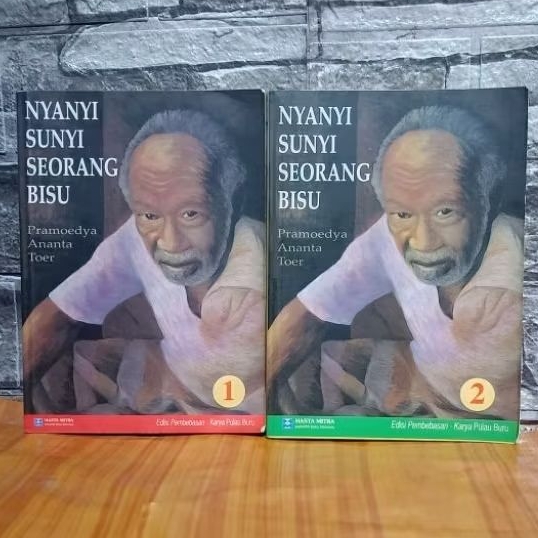 NYANYI
SUNYI
SEORANG
BISU
Pramoedya
Ananta
Toer
1
HASTA MITRA
Edisi Pembebasan - Karya Pulau Buru
NYANYI
SUNYI
SEORANG
BISU
Pramoedya
Ananta
Toer
2
HASTA MITRA
Edisi Pembebasan - Karya Pulau Buru